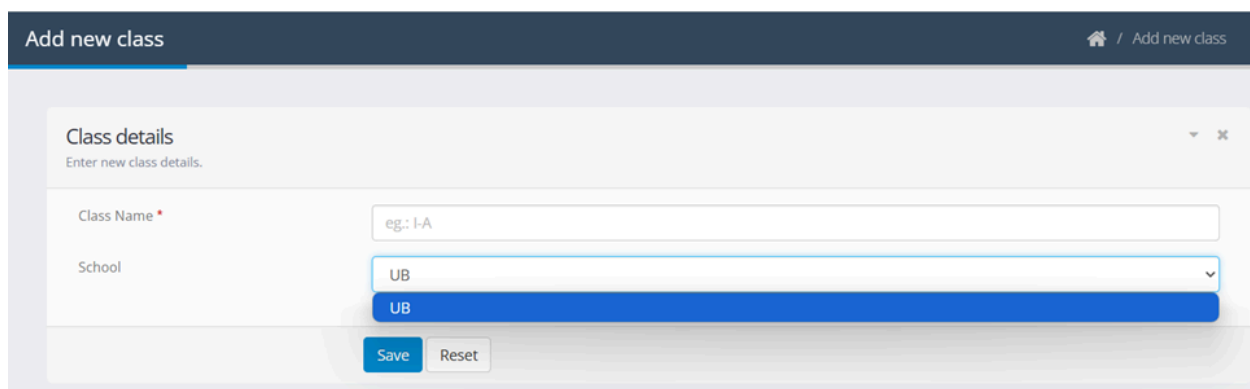 Add new class
/ Add new class
Class details
Enter new class details.
Class Name *
eg.: I-A
School
UB
UB
Save
Reset